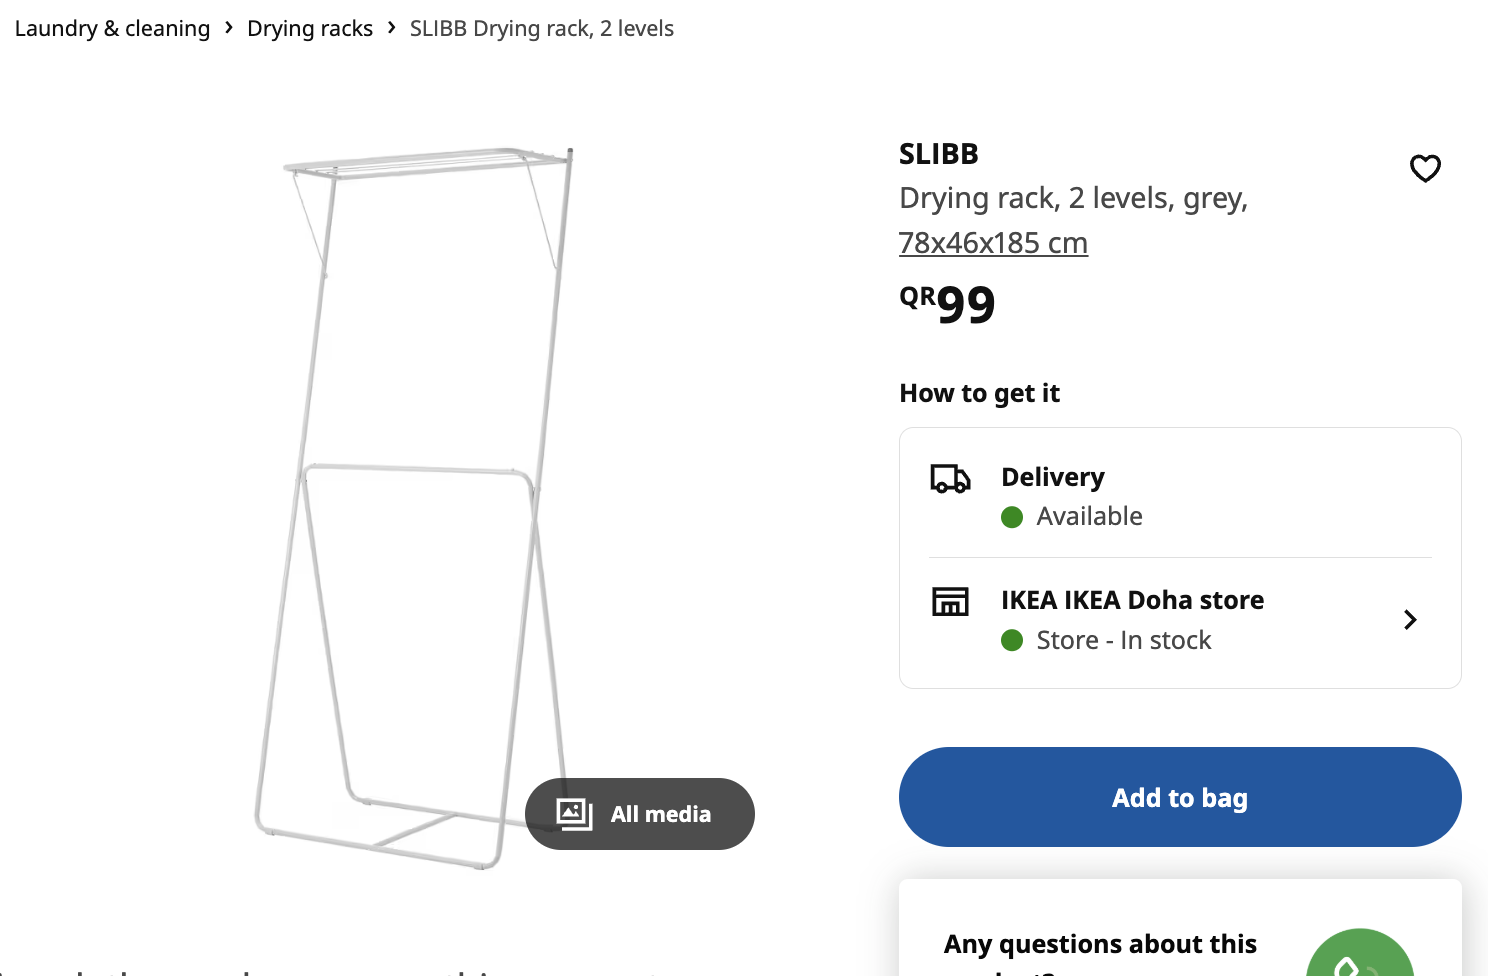 Laundry & cleaning > Drying racks > SLIBB Drying rack, 2 levels
SLIBB
Drying rack, 2 levels, grey,
78x46x185 cm
QR99
How to get it
Delivery
Available
IKEA IKEA Doha store
Store - In stock
All media
Add to bag
Any questions about this